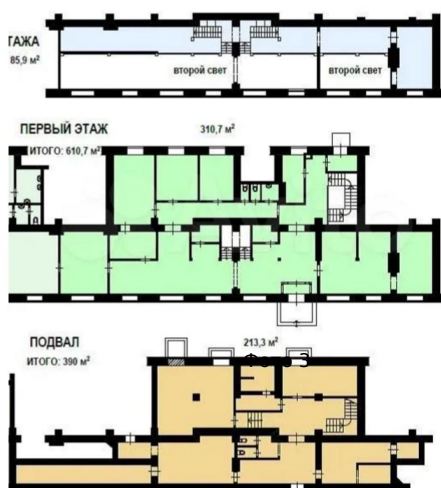 ТАЖА
85,9 м²
второй свет
второй свет
ПЕРВЫЙ ЭТАЖ
310,7 м²
ИТОГО: 610,7 м²
ПОДВАЛ
213,3 м²
ИТОГО: 390 м²
Фото 3